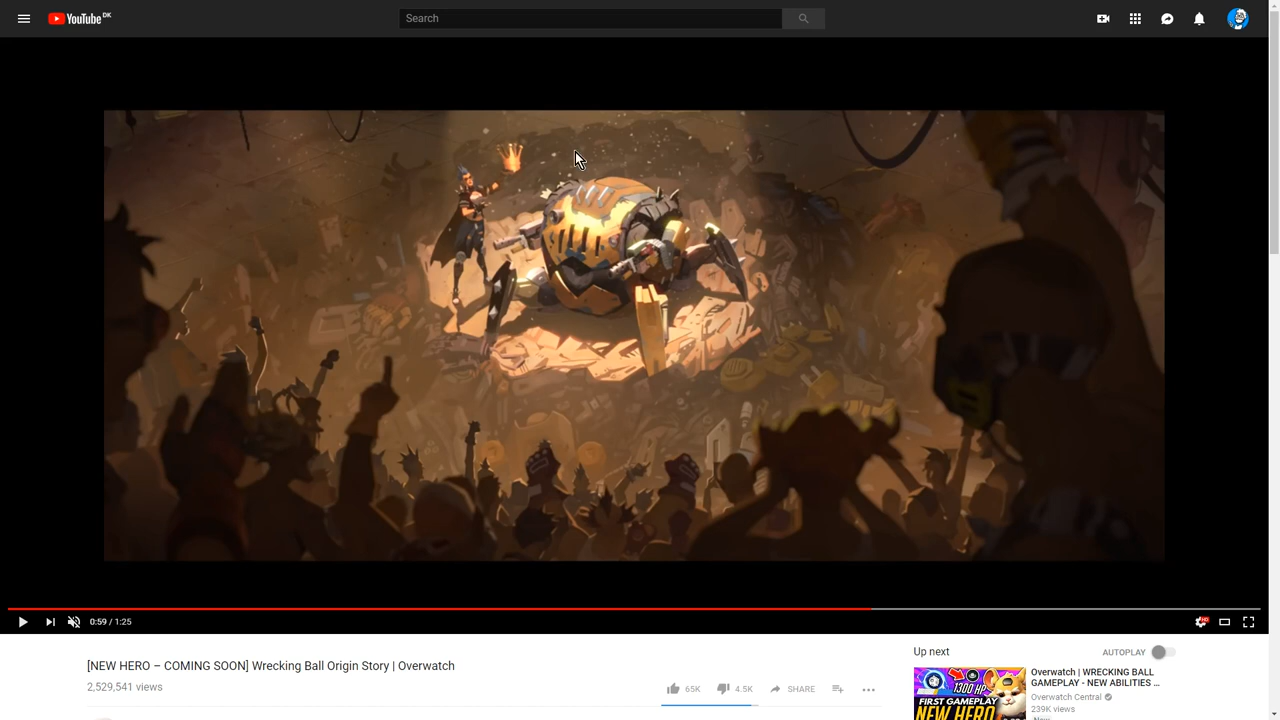 YouTube DK
Search
0:59 / 1:25
HD
[NEW HERO – COMING SOON] Wrecking Ball Origin Story | Overwatch
2,529,541 views
65K
4.5K
SHARE
Up next
AUTOPLAY
1300 HP
FIRST GAMEPLAY
NEW HERO
Overwatch | WRECKING BALL
GAMEPLAY - NEW ABILITIES ...
Overwatch Central
239K views
New